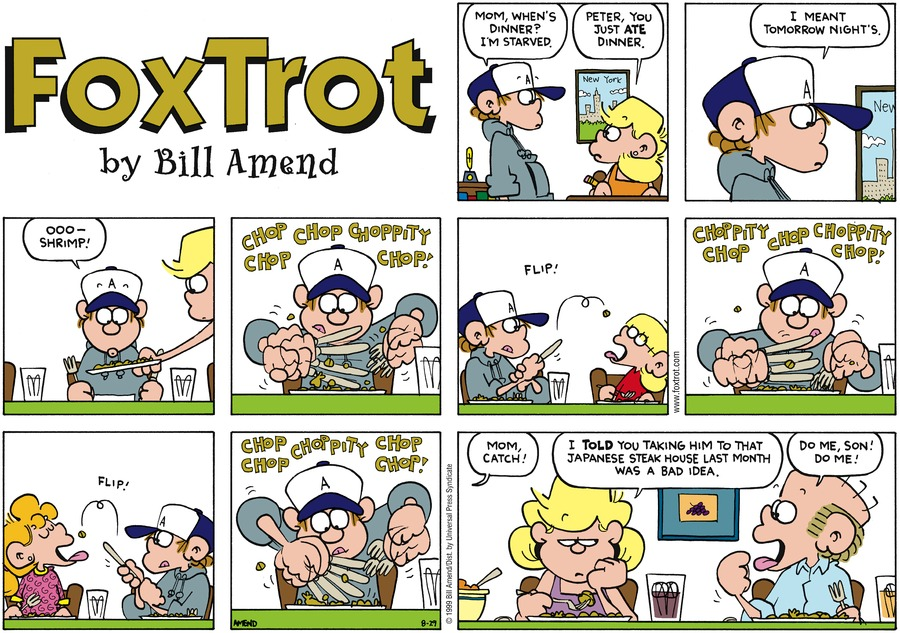 FoxTrot
by Bill Amend
MOM, WHEN'S
DINNER?
I'M STARVED.
PETER, YOU
JUST ATE
DINNER.
New York
A
I MEANT
TOMORROW NIGHT'S.
A
New
OOO—
SHRIMP!
A
CHOP CHOP CHOPPITY
CHOP CHOP!
A
FLIP!
A
www.foxtrot.com
CHOPPITY CHOP CHOPPITY
CHOP CHOP!
A
FLIP!
A
CHOP CHOPPITY CHOP
CHOP CHOP!
A
AMEND
8-29
© 1999 Bill Amend/Dist. by Universal Press Syndicate
MOM,
CATCH!
I TOLD YOU TAKING HIM TO THAT
JAPANESE STEAK HOUSE LAST MONTH
WAS A BAD IDEA.
DO ME, SON!
DO ME!